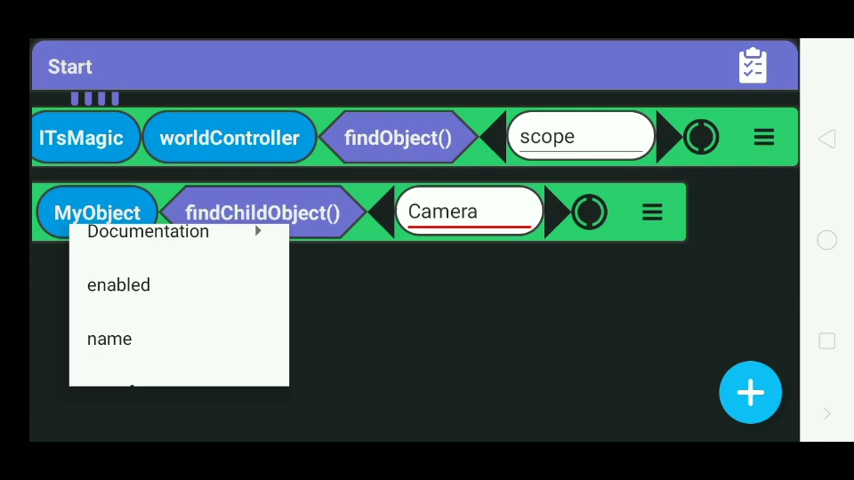 Start
ITsMagic worldController findObject() scope
MyObject findChildObject() Camera
Documentation
enabled
name